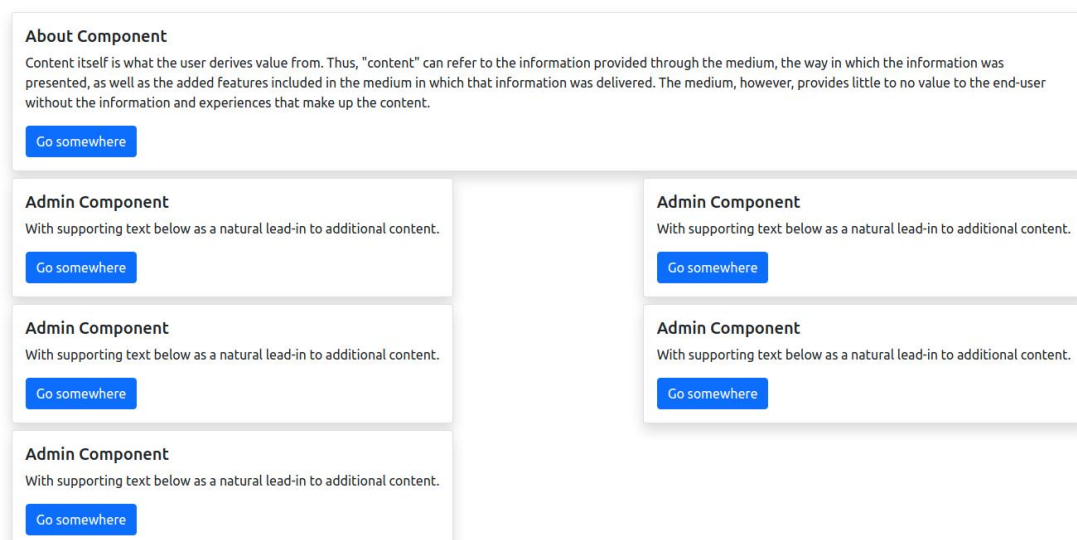 About Component
Content itself is what the user derives value from. Thus, "content" can refer to the information provided through the medium, the way in which the information was
presented, as well as the added features included in the medium in which that information was delivered. The medium, however, provides little to no value to the end-user
without the information and experiences that make up the content.
Go somewhere
Admin Component
With supporting text below as a natural lead-in to additional content.
Go somewhere
Admin Component
With supporting text below as a natural lead-in to additional content.
Go somewhere
Admin Component
With supporting text below as a natural lead-in to additional content.
Go somewhere
Admin Component
With supporting text below as a natural lead-in to additional content.
Go somewhere
Admin Component
With supporting text below as a natural lead-in to additional content.
Go somewhere